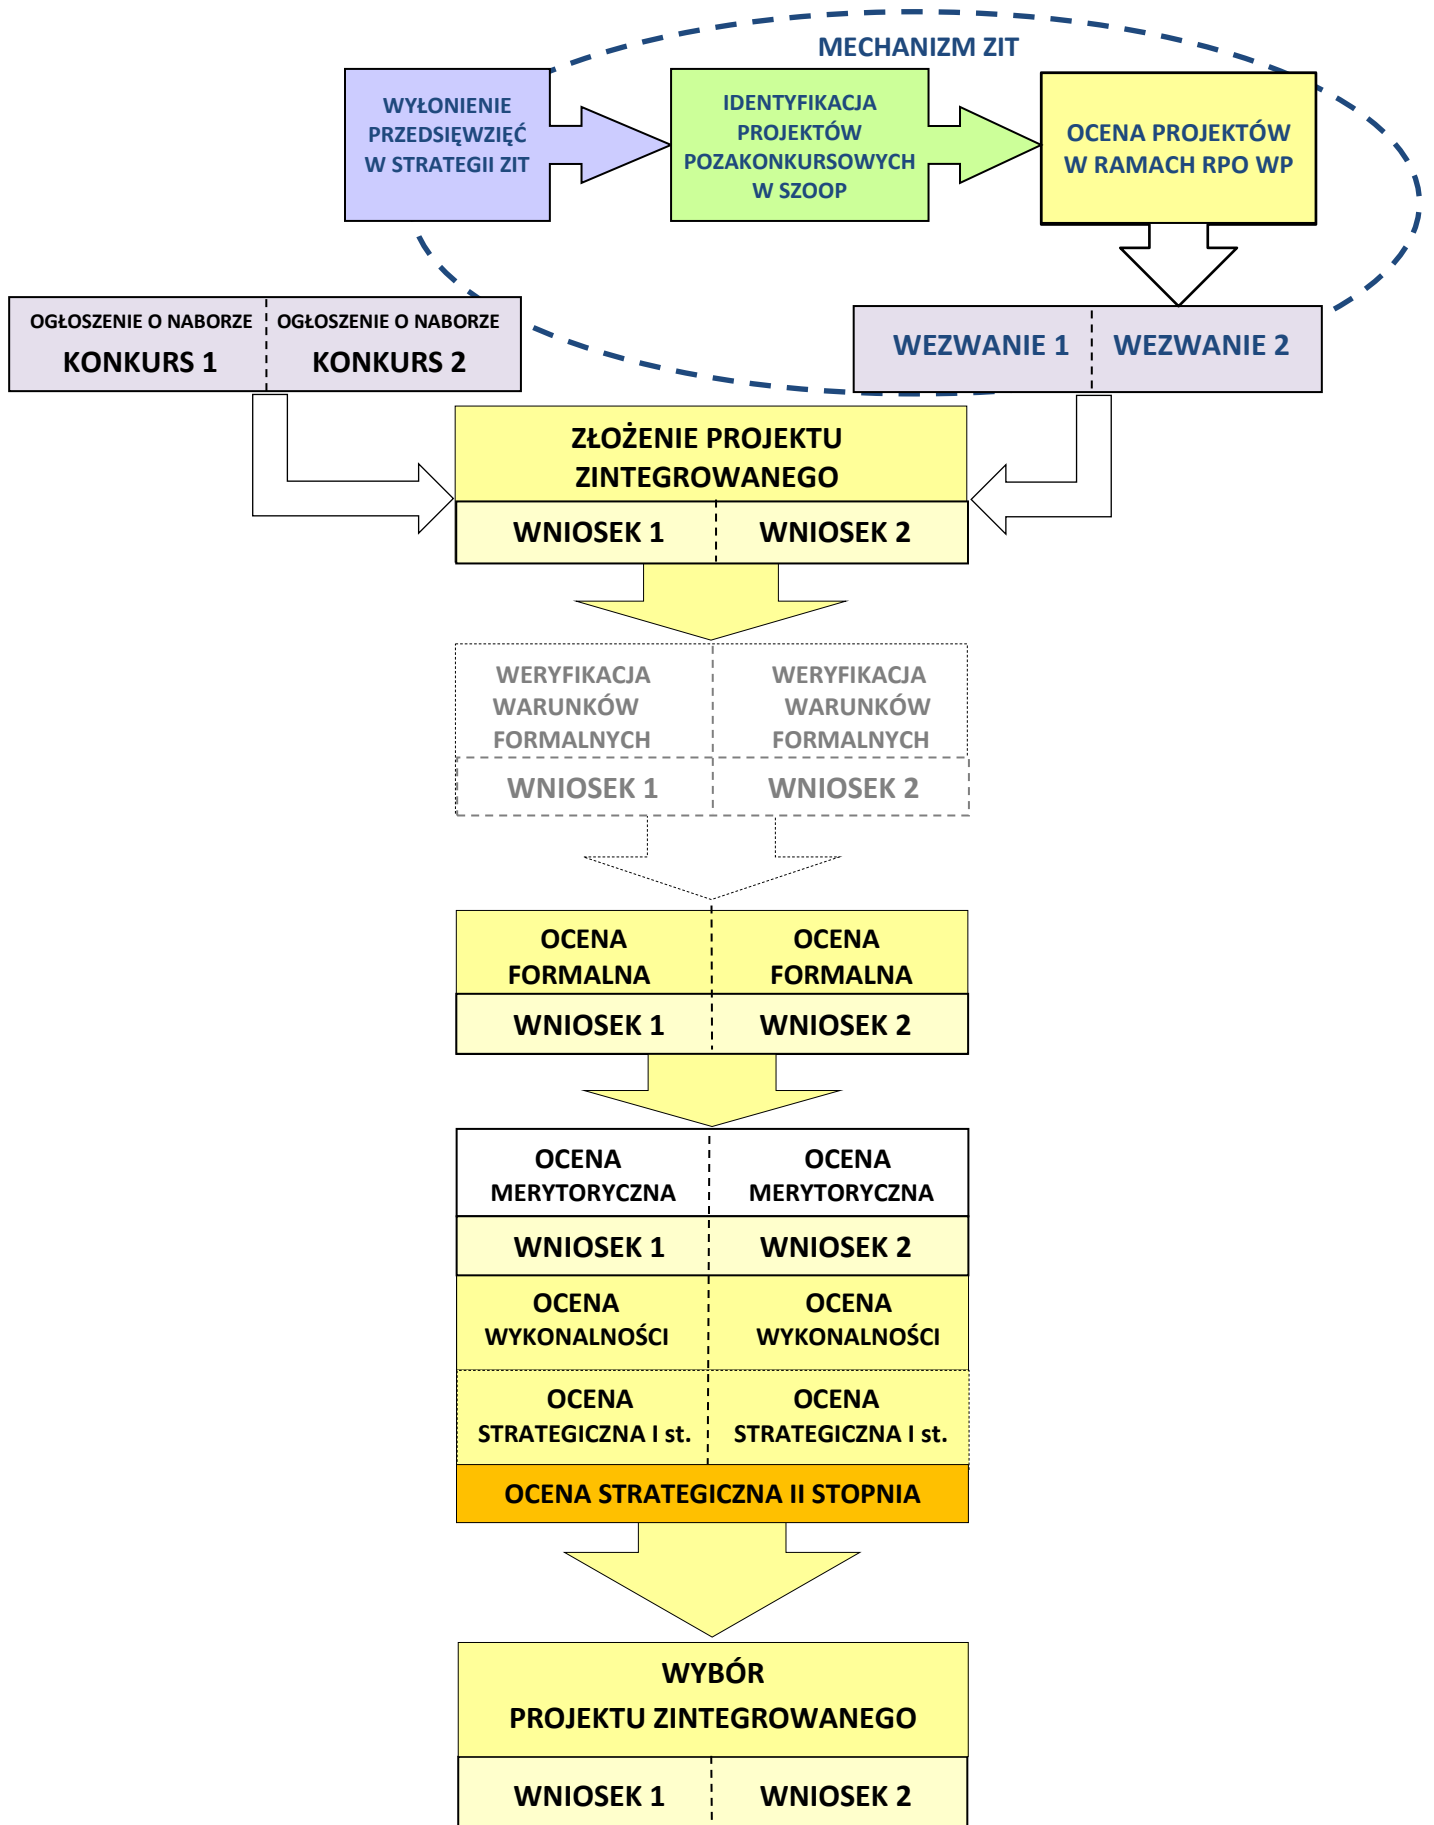 MECHANIZM ZIT
WYŁONIENIE
PRZEDSIĘWZIĘĆ
W STRATEGII ZIT
IDENTYFIKACJA
PROJEKTÓW
POZAKONKURSOWYCH
W SZOOP
OCENA PROJEKTÓW
W RAMACH RPO WP
OGŁOSZENIE O NABORZE
KONKURS 1
OGŁOSZENIE O NABORZE
KONKURS 2
WEZWANIE 1
WEZWANIE 2
ZŁOŻENIE PROJEKTU
ZINTEGROWANEGO
WNIOSEK 1
WNIOSEK 2
WERYFIKACJA
WARUNKÓW
FORMALNYCH
WNIOSEK 1
WERYFIKACJA
WARUNKÓW
FORMALNYCH
WNIOSEK 2
OCENA
FORMALNA
WNIOSEK 1
OCENA
FORMALNA
WNIOSEK 2
OCENA
MERYTORYCZNA
WNIOSEK 1
OCENA
MERYTORYCZNA
WNIOSEK 2
OCENA
WYKONALNOŚCI
OCENA
WYKONALNOŚCI
OCENA
STRATEGICZNA I st.
OCENA
STRATEGICZNA I st.
OCENA STRATEGICZNA II STOPNIA
WYBÓR
PROJEKTU ZINTEGROWANEGO
WNIOSEK 1
WNIOSEK 2